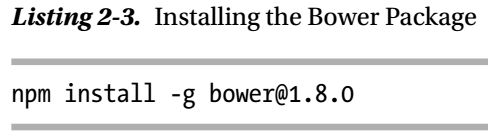 Listing 2-3. Installing the Bower Package
npm install -g bower@1.8.0